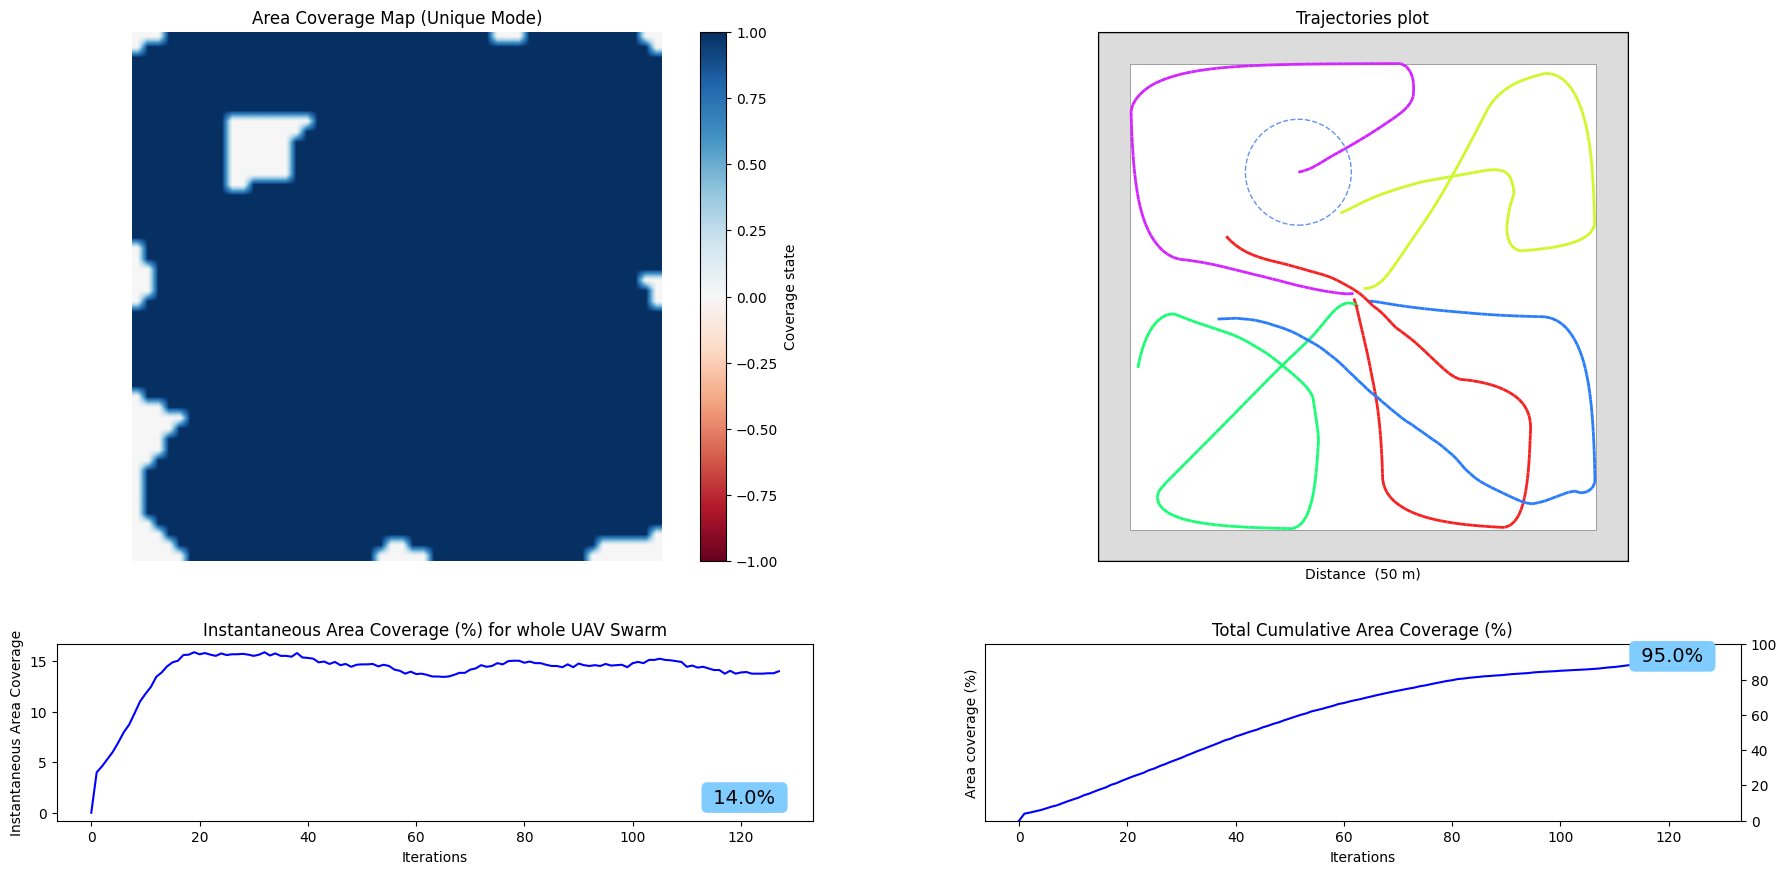 Area Coverage Map (Unique Mode)
1.00
0.75
0.50
0.25
0.00
−0.25
−0.50
−0.75
−1.00
Coverage state
Trajectories plot
Distance  (50 m)
Instantaneous Area Coverage (%) for whole UAV Swarm
Instantaneous Area Coverage
15
10
5
0
14.0%
0 20 40 60 80 100 120
Iterations
Total Cumulative Area Coverage (%)
Area coverage (%)
95.0%
100
80
60
40
20
0
0 20 40 60 80 100 120
Iterations